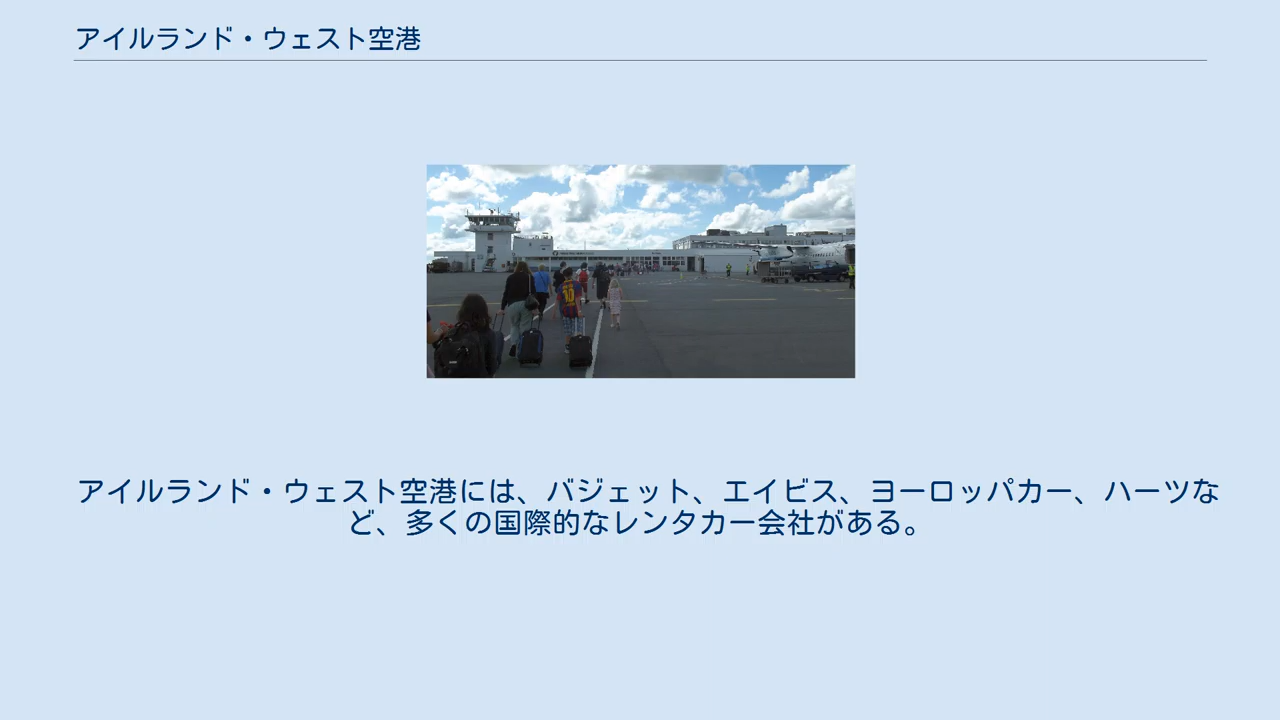 アイルランド・ウェスト空港
10
アイルランド・ウェスト空港には、バジェット、エイビス、ヨーロッパカー、ハーツな
ど、多くの国際的なレンタカー会社がある。